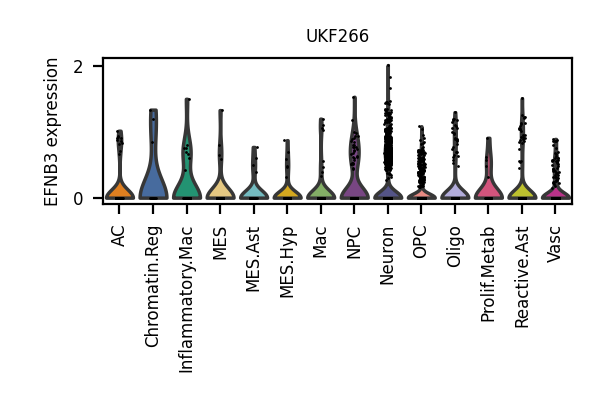 UKF266
EFNB3 expression
2
0
AC
Chromatin.Reg
Inflammatory.Mac
MES
MES.Ast
MES.Hyp
Mac
NPC
Neuron
OPC
Oligo
Prolif.Metab
Reactive.Ast
Vasc